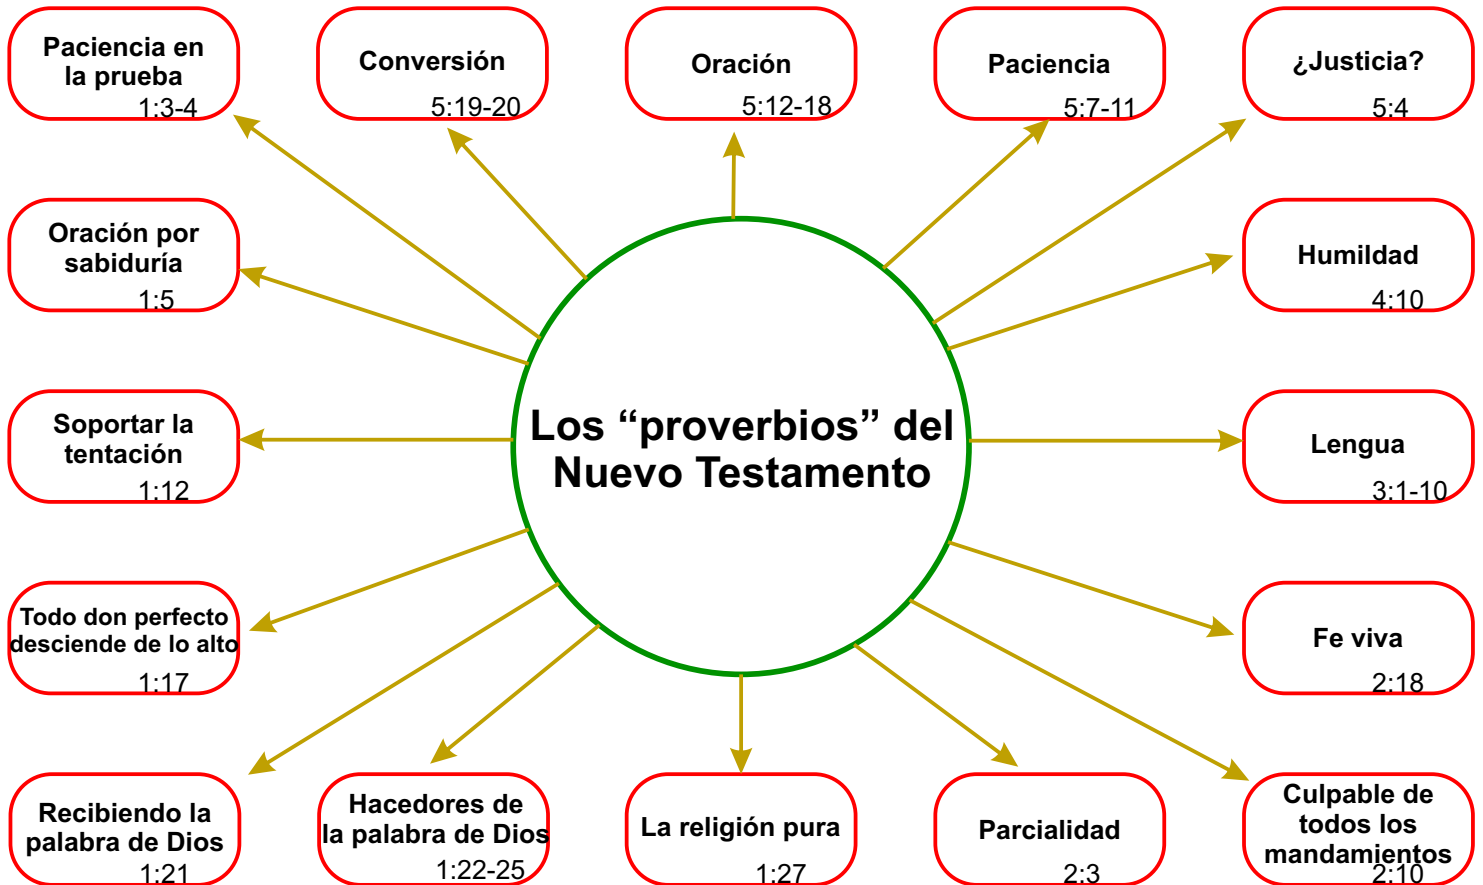 Paciencia en
la prueba
1:3-4
Conversión
5:19-20
Oración
5:12-18
Paciencia
5:7-11
¿Justicia?
5:4
Oración por
sabiduría
1:5
Humildad
4:10
Soportar la
tentación
1:12
Los “proverbios” del
Nuevo Testamento
Lengua
3:1-10
Todo don perfecto
desciende de lo alto
1:17
Fe viva
2:18
Recibiendo la
palabra de Dios
1:21
Hacedores de
la palabra de Dios
1:22-25
La religión pura
1:27
Parcialidad
2:3
Culpable de
todos los
mandamientos
2:10